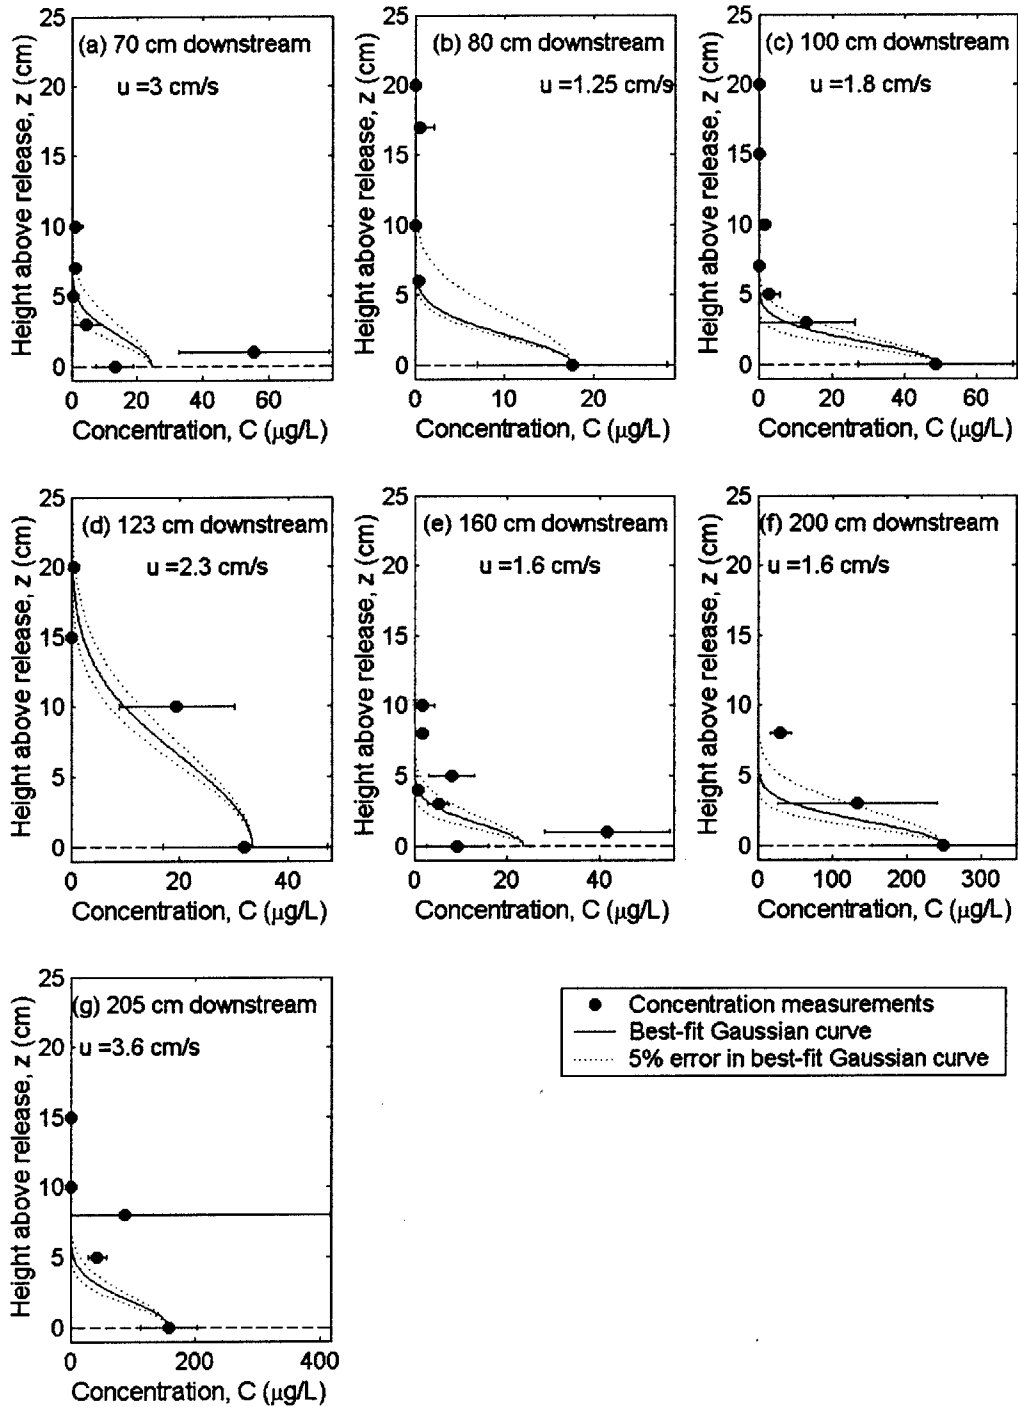 (a) 70 cm downstream
u =3 cm/s
Height above release, z (cm)
25
20
15
10
5
0
0 20 40 60
Concentration, C (μg/L)
(b) 80 cm downstream
u =1.25 cm/s
Height above release, z (cm)
25
20
15
10
5
0
0 20
Concentration, C (μg/L)
(c) 100 cm downstream
u =1.8 cm/s
Height above release, z (cm)
25
20
15
10
5
0
0 20 40 60
Concentration, C (μg/L)
(d) 123 cm downstream
u =2.3 cm/s
Height above release, z (cm)
25
20
15
10
5
0
0 20 40
Concentration, C (μg/L)
(e) 160 cm downstream
u =1.6 cm/s
Height above release, z (cm)
25
20
15
10
5
0
0 20 40
Concentration, C (μg/L)
(f) 200 cm downstream
u =1.6 cm/s
Height above release, z (cm)
25
20
15
10
5
0
0 100 200 300
Concentration, C (μg/L)
(g) 205 cm downstream
u =3.6 cm/s
Height above release, z (cm)
25
20
15
10
5
0
0 200 400
Concentration, C (μg/L)
Concentration measurements
Best-fit Gaussian curve
5% error in best-fit Gaussian curve